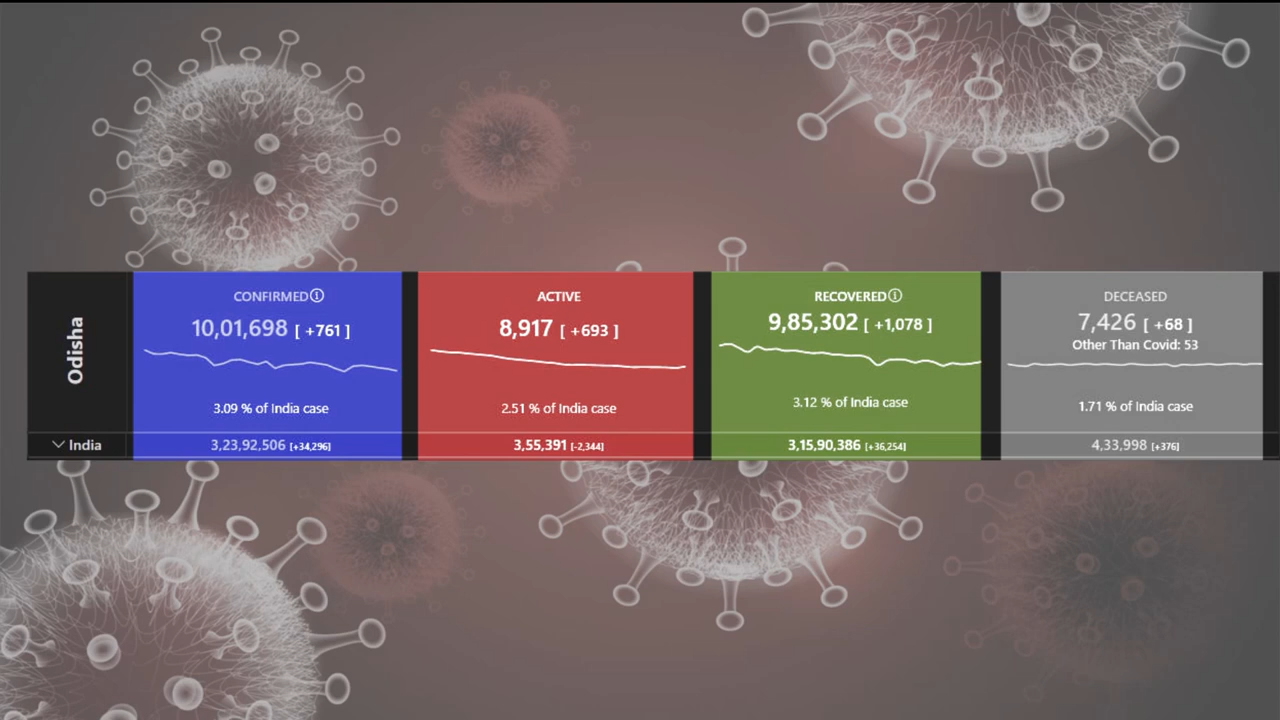 Odisha
CONFIRMEDⓘ
10,01,698 [ +761 ]
3.09 % of India case
ACTIVE
8,917 [ +693 ]
2.51 % of India case
RECOVEREDⓘ
9,85,302 [ +1,078 ]
3.12 % of India case
DECEASED
7,426 [ +68 ]
Other Than Covid: 53
1.71 % of India case
India
3,23,92,506 [+34,296]
3,55,391 [-2,344]
3,15,90,386 [+36,254]
4,33,998 [+376]